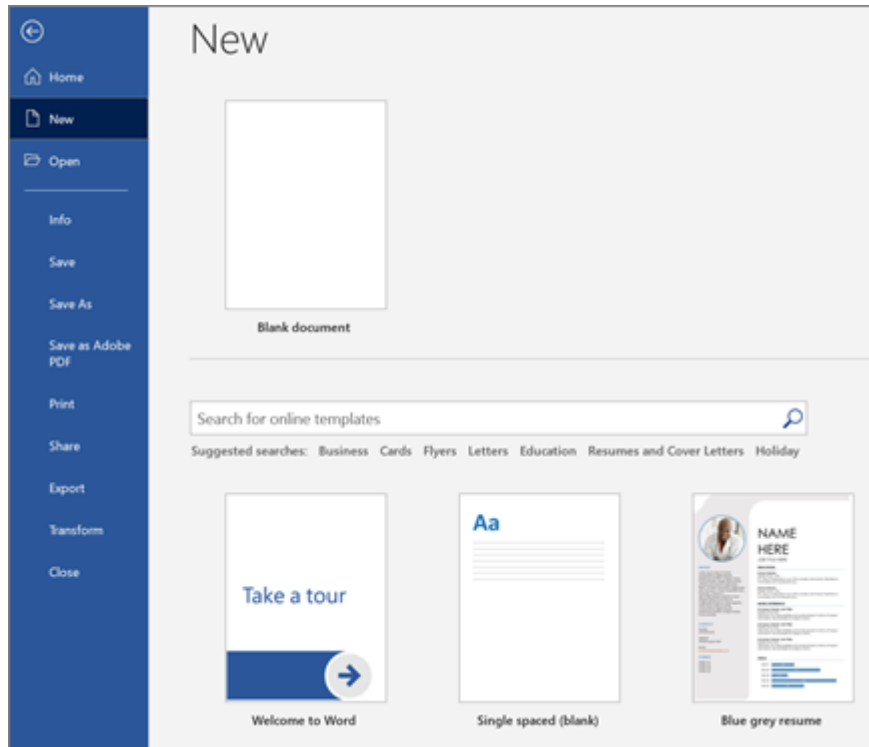 New
Home
New
Open
Info
Save
Save As
Save as Adobe
PDF
Print
Share
Export
Transform
Close
Blank document
Search for online templates
Suggested searches: Business Cards Flyers Letters Education Resumes and Cover Letters Holiday
Take a tour
Aa
NAME
HERE
Welcome to Word
Single spaced (blank)
Blue grey resume